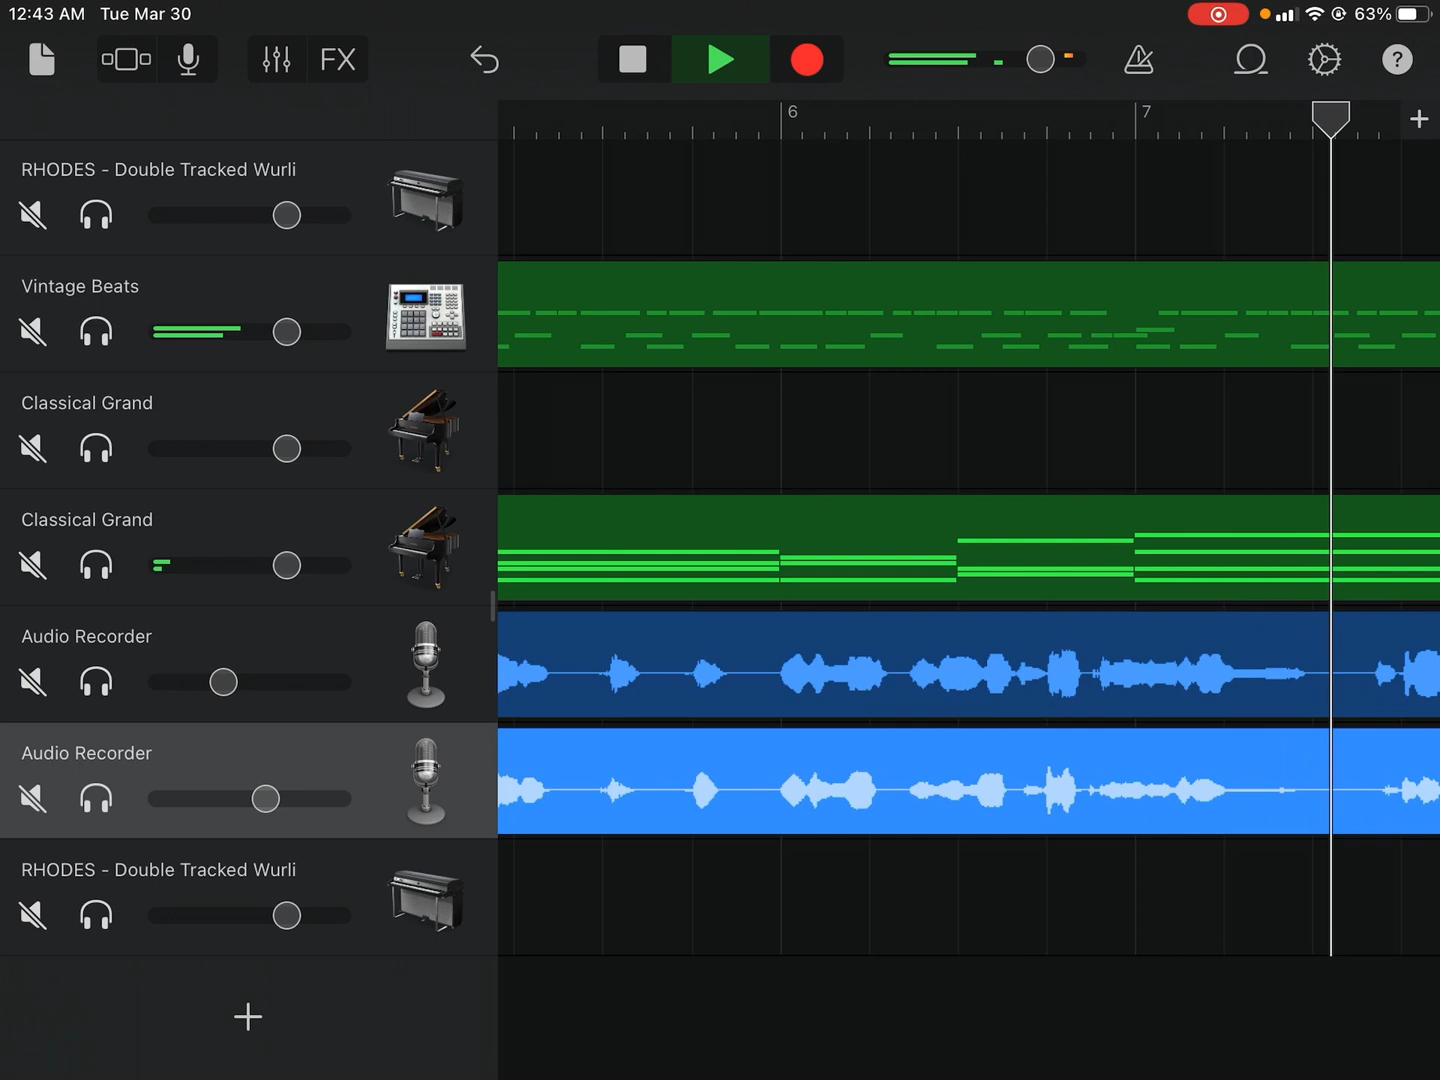 12:43 AM Tue Mar 30
63%
FX
?
6
7
RHODES - Double Tracked Wurli
Vintage Beats
Classical Grand
Classical Grand
Audio Recorder
Audio Recorder
RHODES - Double Tracked Wurli